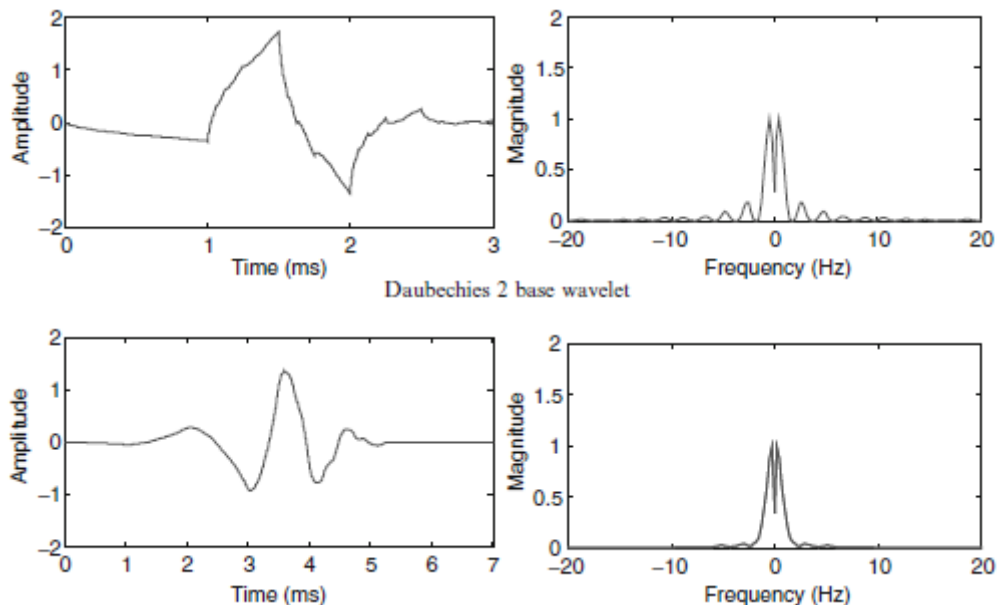 2
1
0
−1
−2
Amplitude
0 1 2 3
Time (ms)
2
1.5
1
0.5
0
Magnitude
−20 −10 0 10 20
Frequency (Hz)
Daubechies 2 base wavelet
2
1
0
−1
−2
Amplitude
0 1 2 3 4 5 6 7
Time (ms)
2
1.5
1
0.5
0
Magnitude
−20 −10 0 10 20
Frequency (Hz)